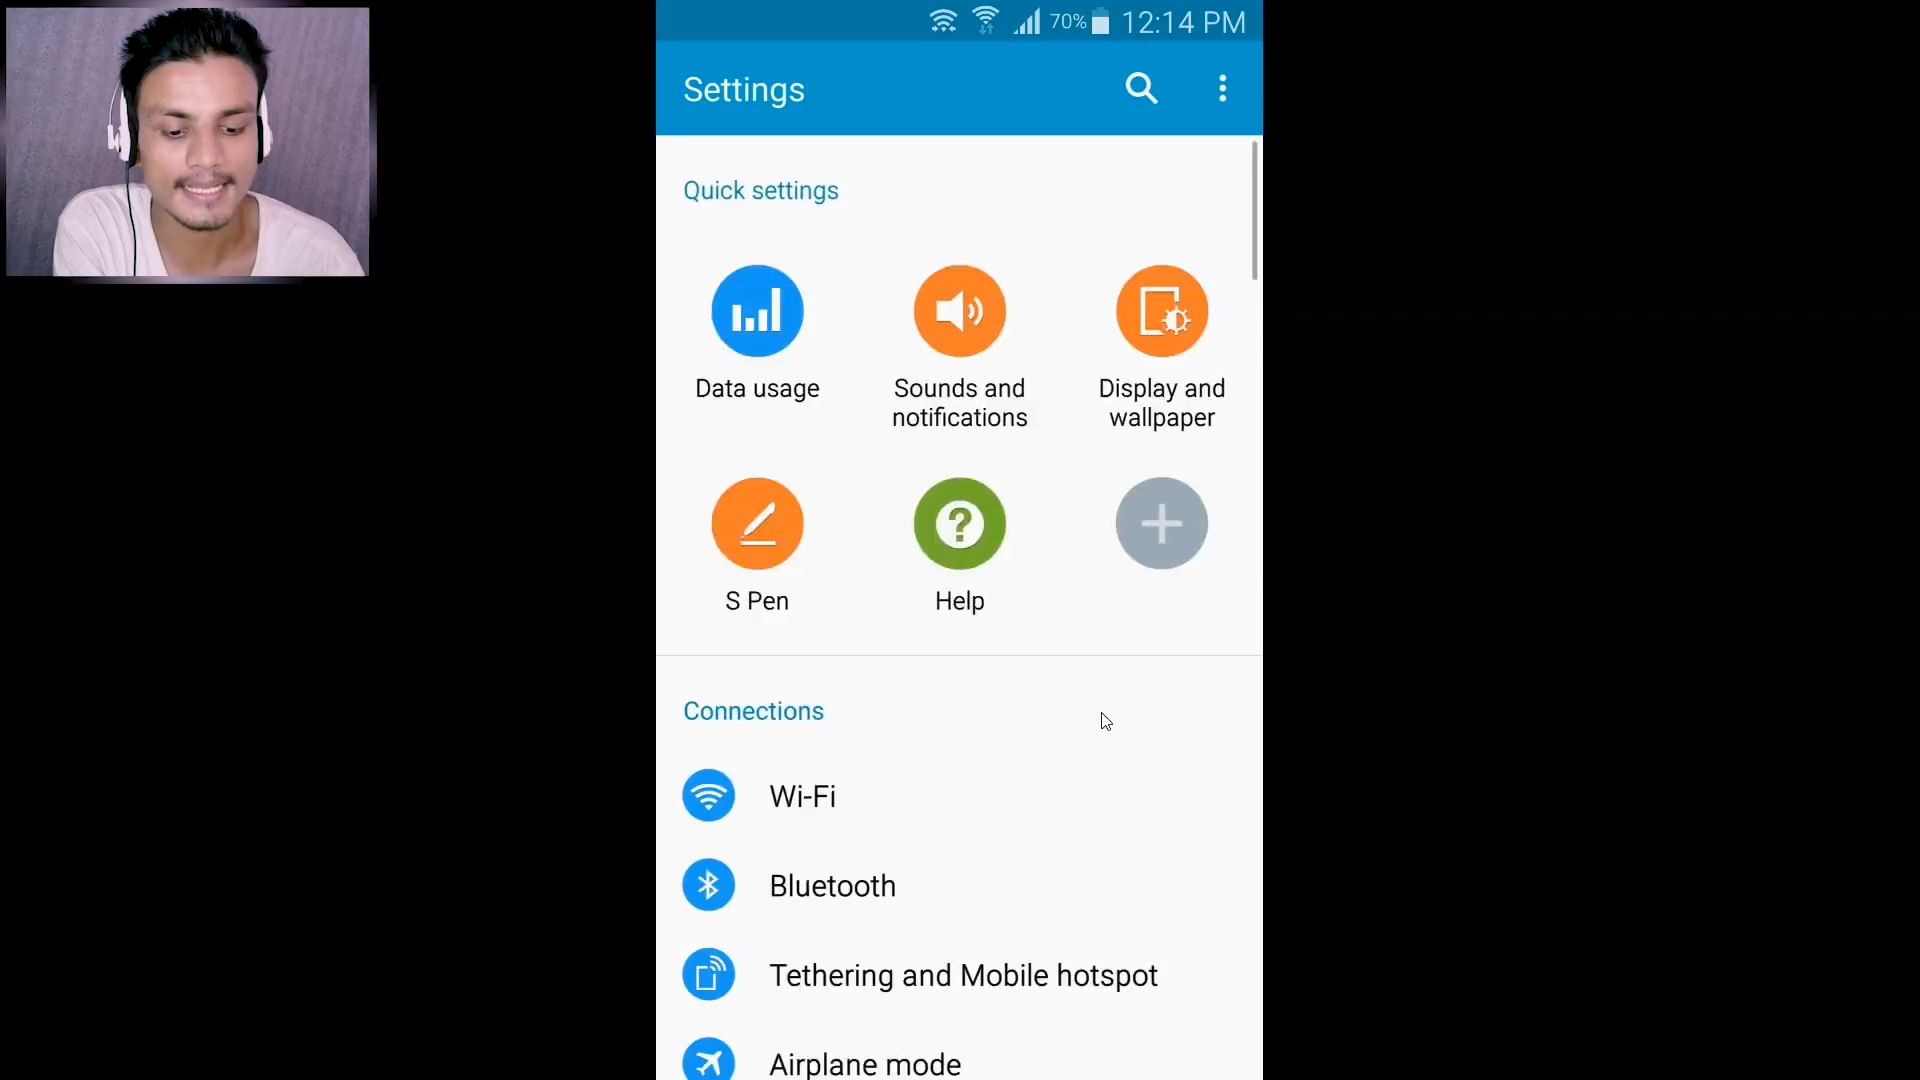 70% 12:14 PM
Settings
Quick settings
Data usage
Sounds and
notifications
Display and
wallpaper
S Pen
Help
Connections
Wi-Fi
Bluetooth
Tethering and Mobile hotspot
Airplane mode